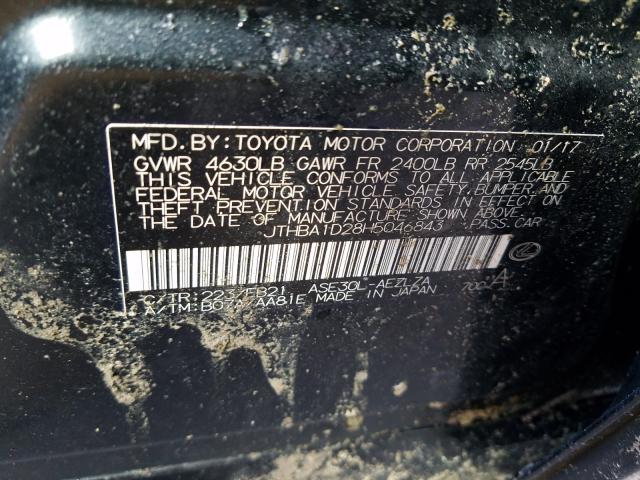 MFD. BY: TOYOTA MOTOR CORPORATION 01/17
GVWR 4630LB GAWR FR 2400LB RR 2545LB
THIS VEHICLE CONFORMS TO ALL APPLICABLE
FEDERAL MOTOR VEHICLE SAFETY, BUMPER, AND
THEFT PREVENTION STANDARDS IN EFFECT ON
THE DATE OF MANUFACTURE SHOWN ABOVE.
JTHBA1D28H5046843 PASS. CAR
C/TR: 223/FB21 ASE30L-AEZLZA
A/TM: AA81E MADE IN JAPAN 700 A